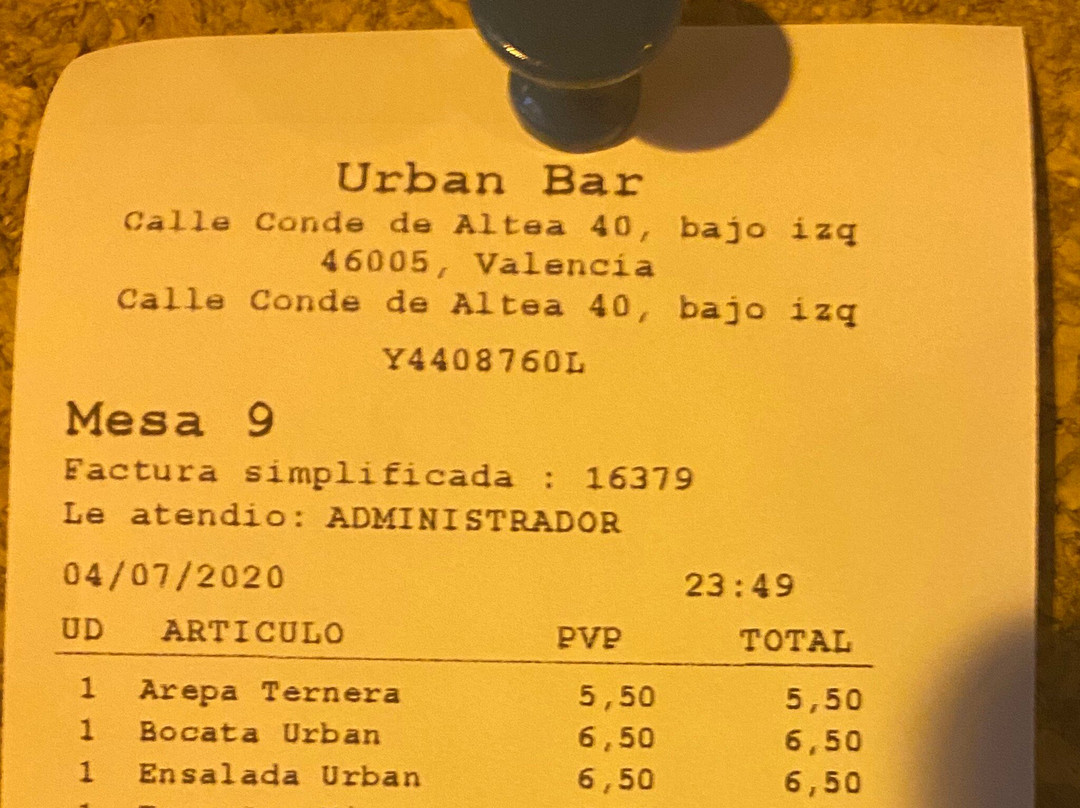 Urban Bar
Calle Conde de Altea 40, bajo izq
46005, Valencia
Calle Conde de Altea 40, bajo izq
Y4408760L
Mesa 9
Factura simplificada : 16379
Le atendio: ADMINISTRADOR
04/07/2020 23:49
UD ARTICULO PVP TOTAL
1 Arepa Ternera 5,50 5,50
1 Bocata Urban 6,50 6,50
1 Ensalada Urban 6,50 6,50